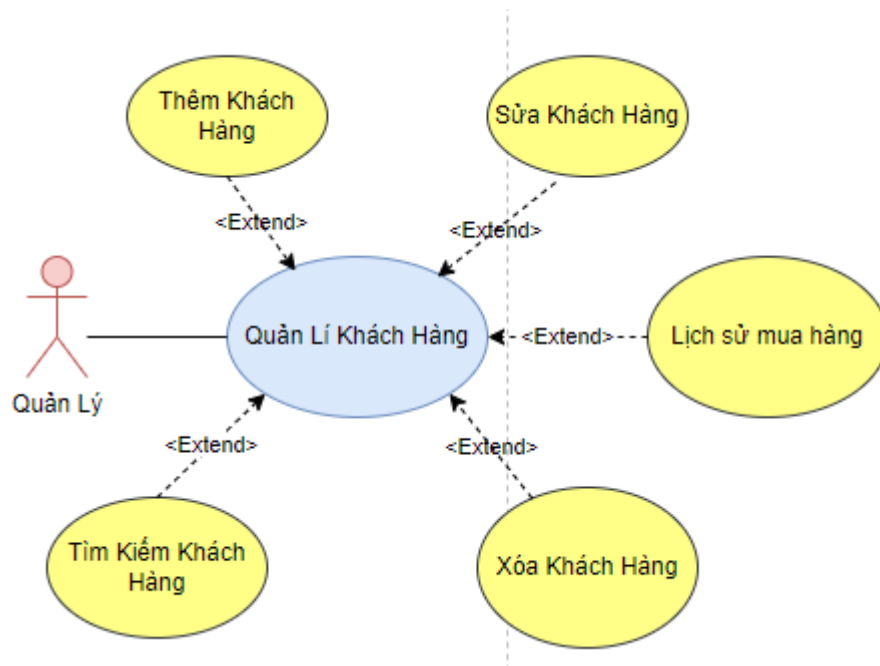 Thêm Khách
Hàng
Sửa Khách Hàng
<Extend>
<Extend>
Quản Lí Khách Hàng
<Extend>
Lịch sử mua hàng
Quản Lý
<Extend>
<Extend>
Tìm Kiếm Khách
Hàng
Xóa Khách Hàng